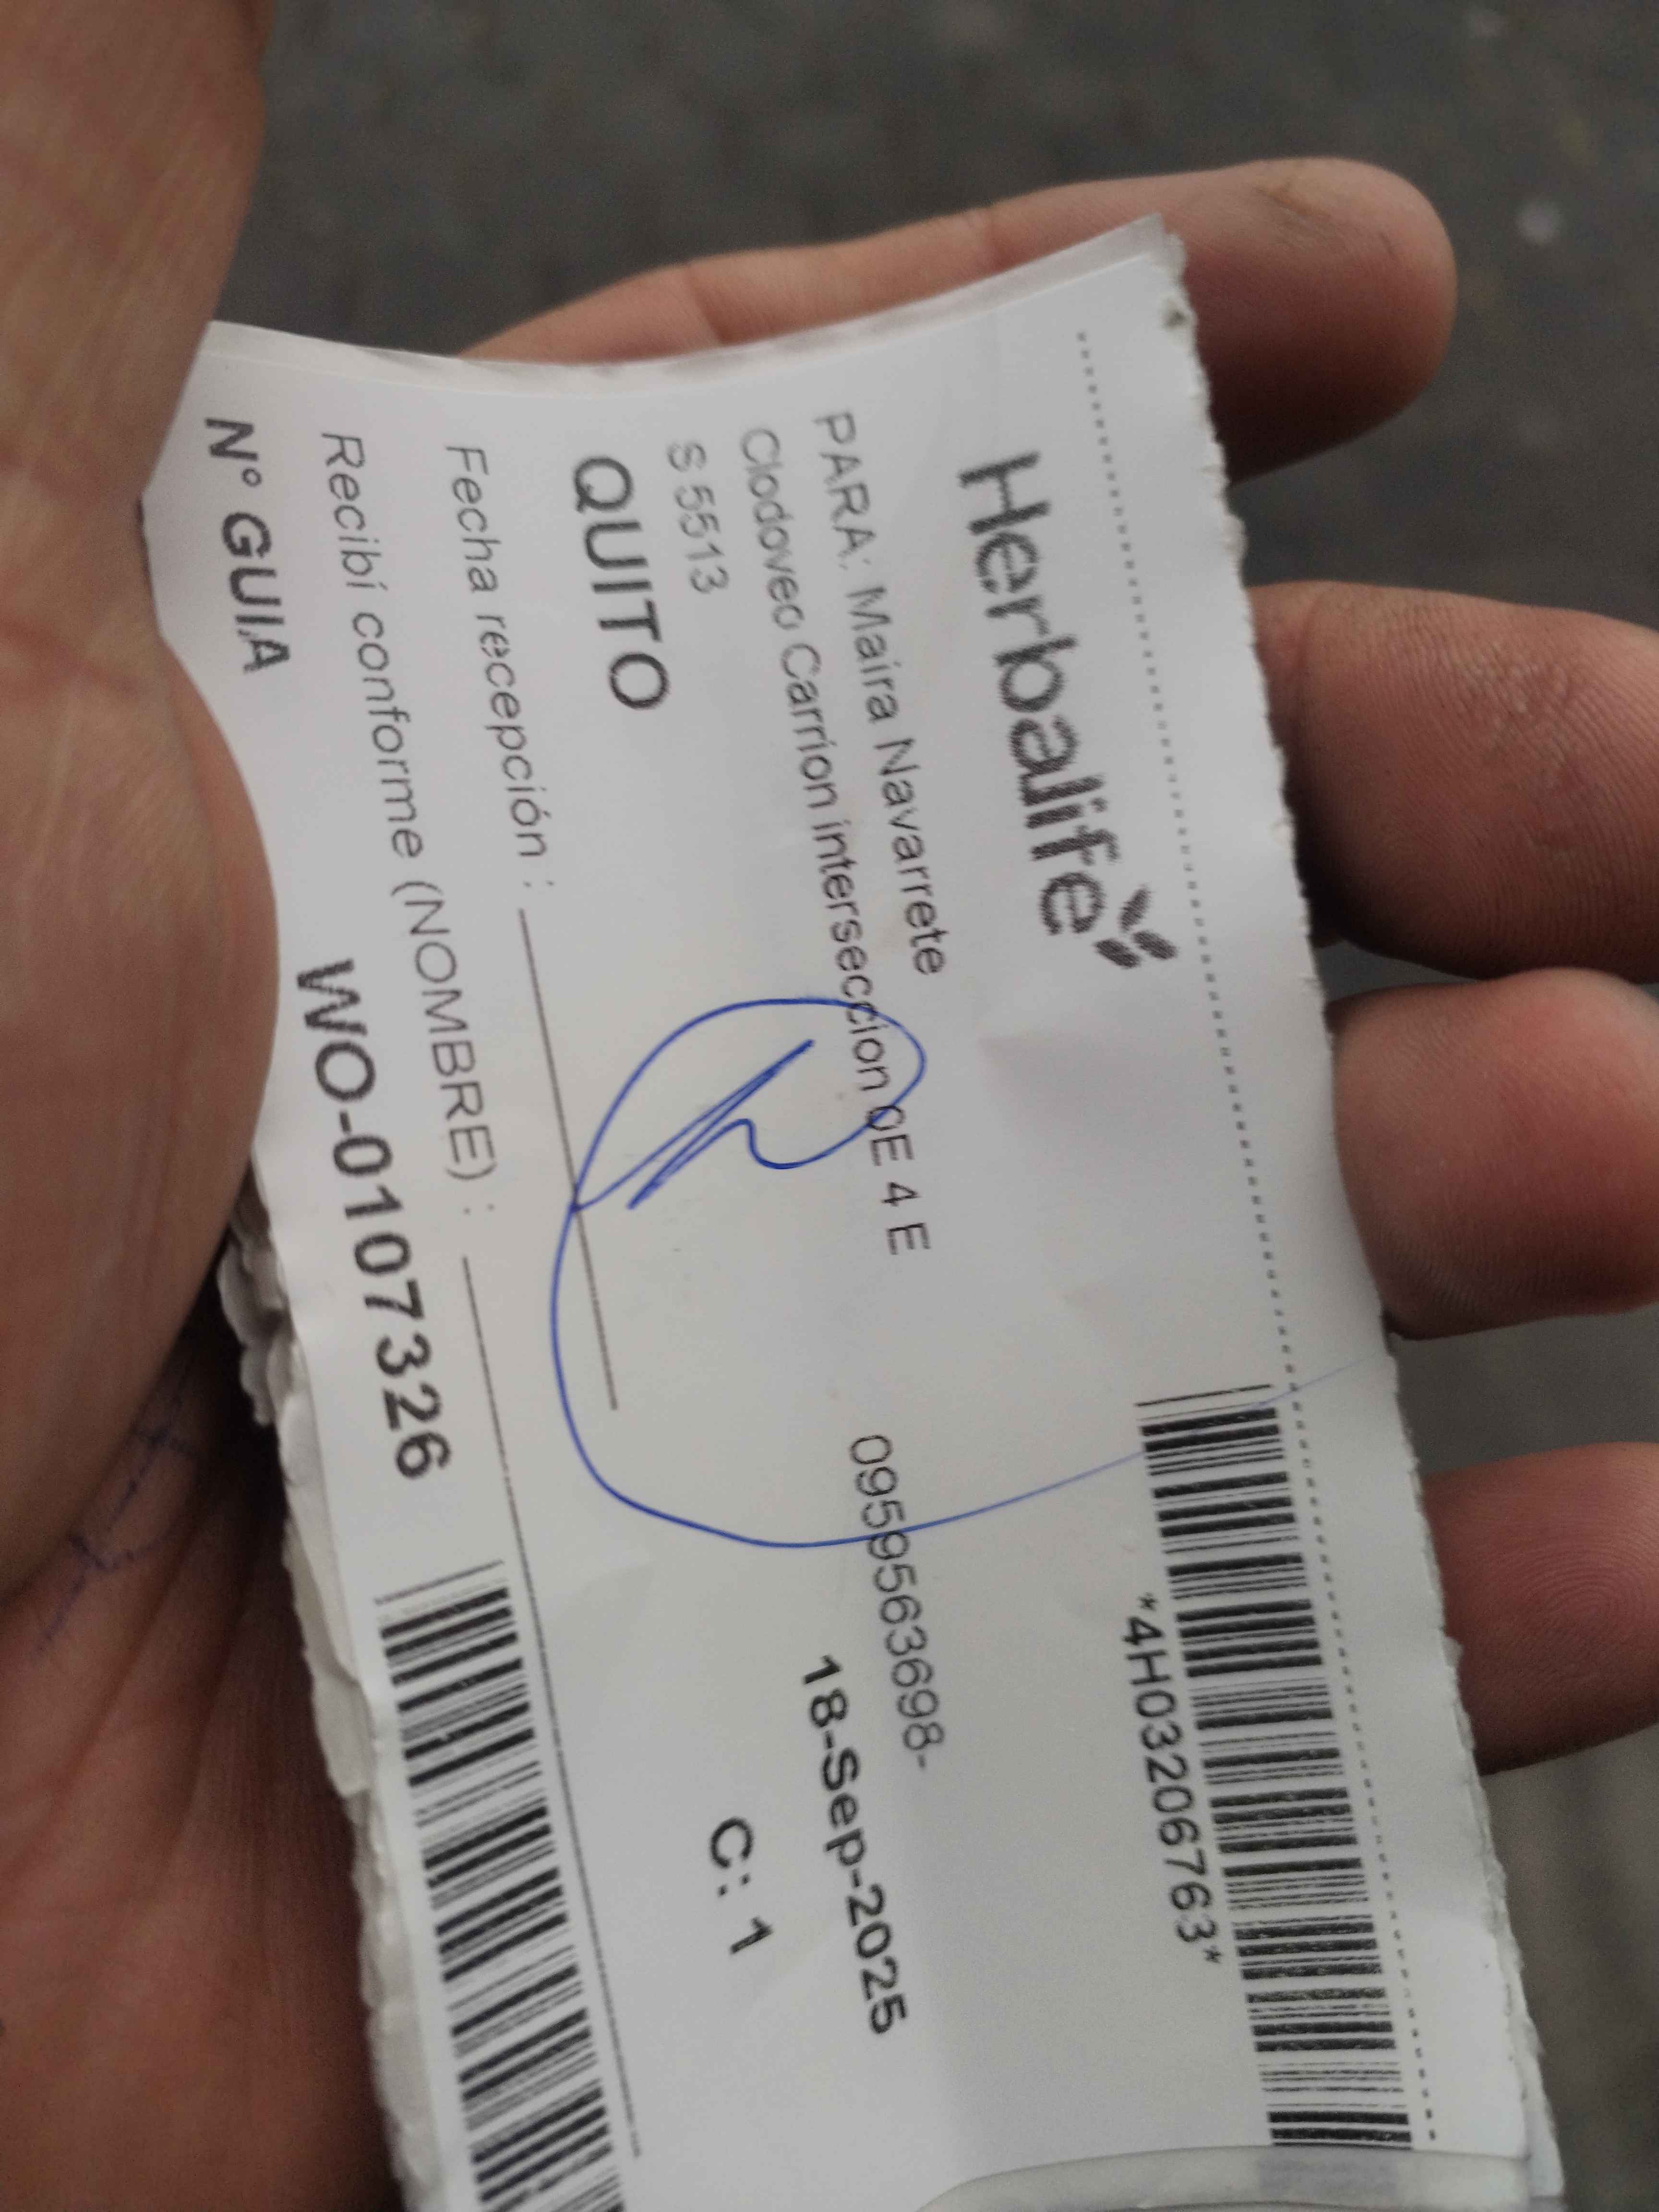 Herbalife
*4H03206763*
PARA: Maira Navarrete
0959563698-
Clodoveo Carrion interseccion OE 4 E
S 5513
18-Sep-2025
QUITO
C: 1
Fecha recepción :
Recibí conforme (NOMBRE) :
N° GUIA WO-0107326